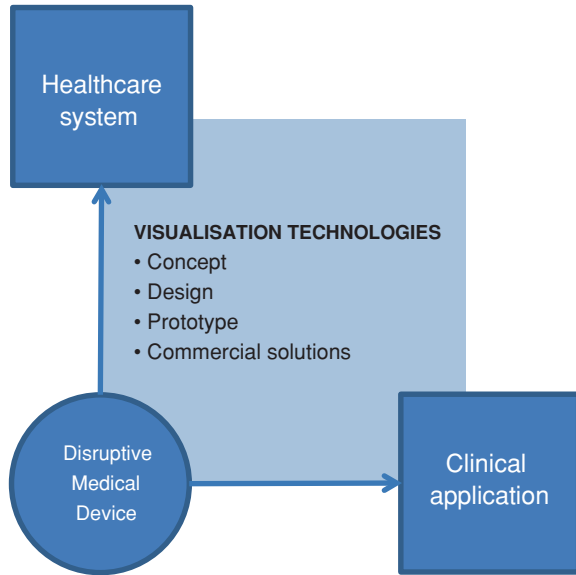 Healthcare
system
VISUALISATION TECHNOLOGIES
• Concept
• Design
• Prototype
• Commercial solutions
Disruptive
Medical
Device
Clinical
application